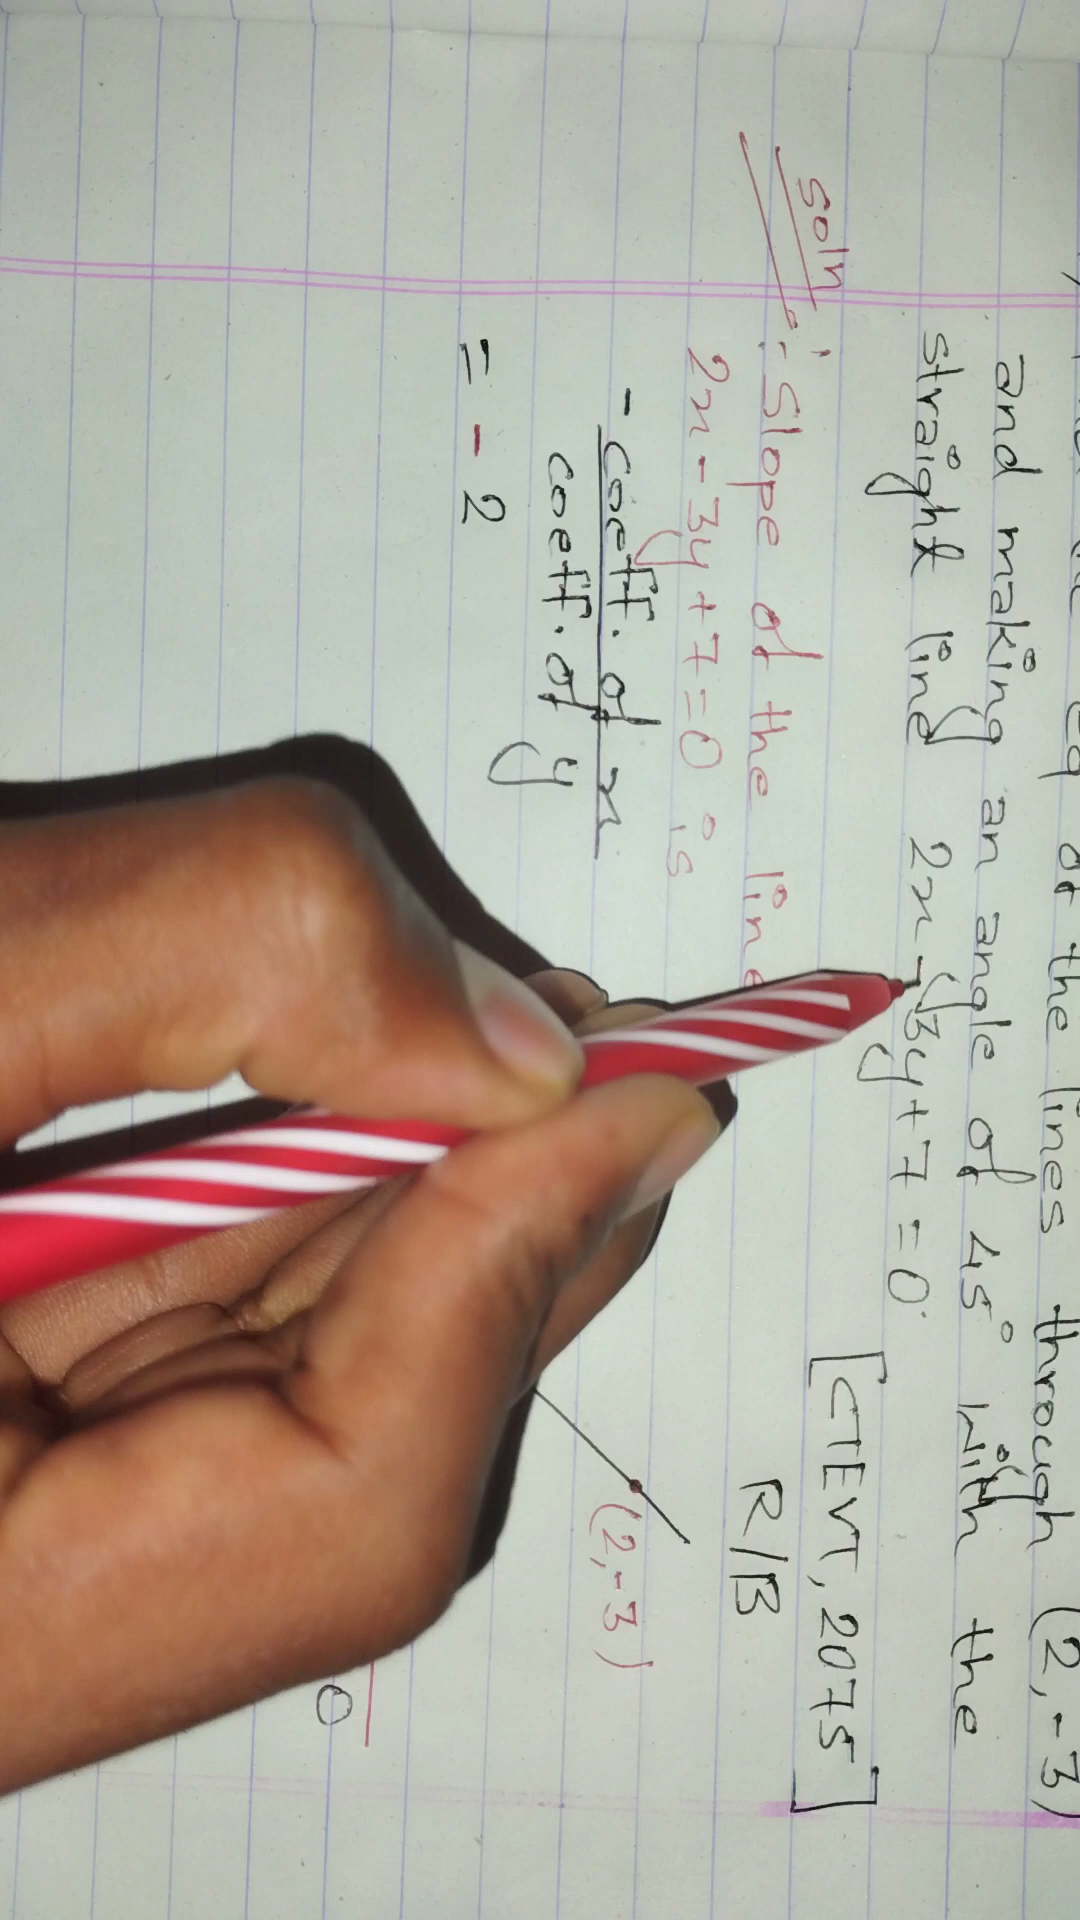 eq of the lines through (2,-3)
and making an angle of 45° with the
straight line 2x - 3y + 7 = 0.
[CTEVT, 2075]
soln :- Slope of the line
R/B
2x - 3y + 7 = 0 is
- coeff. of x
coeff. of y
(2,-3)
= - 2
0